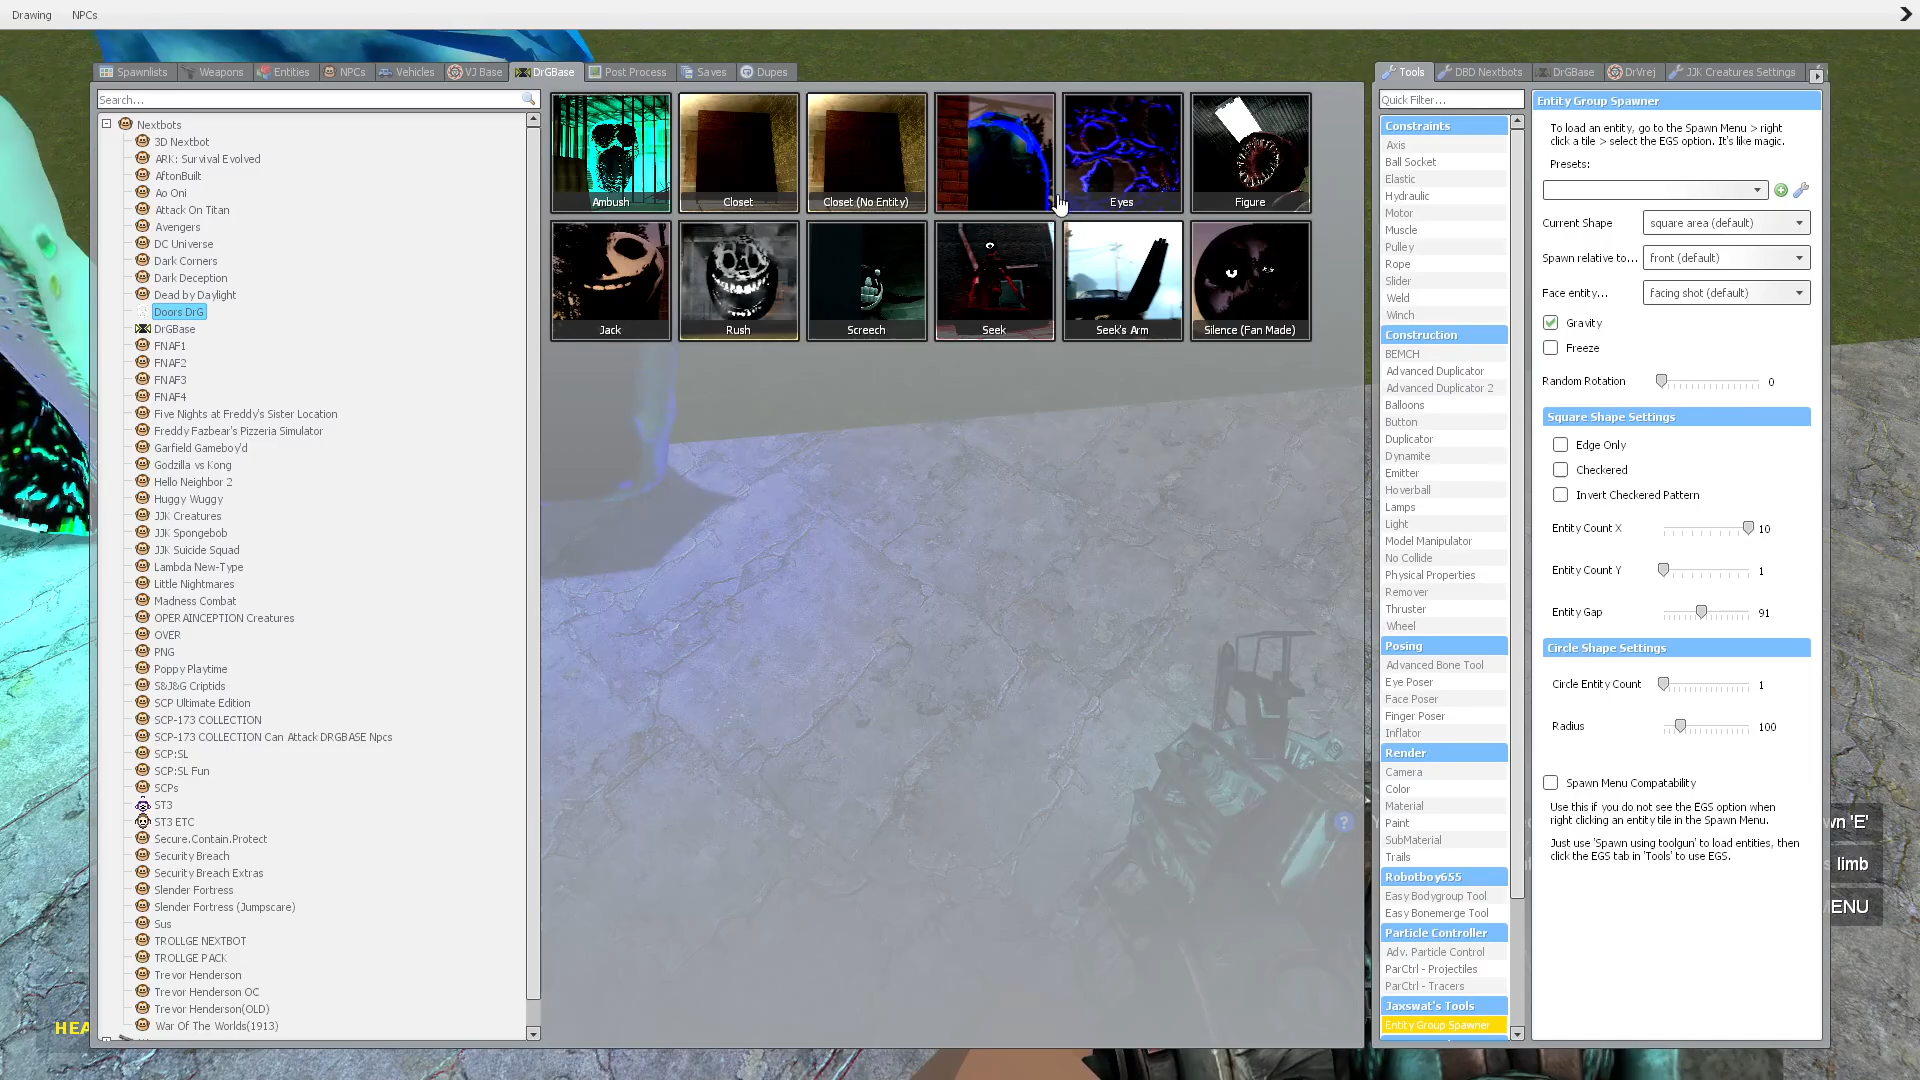 Drawing NPCs
Spawnlists Weapons Entities NPCs Vehicles VJ Base DrGBase Post Process Saves Dupes
Search...
Nextbots
3D Nextbot
ARK: Survival Evolved
AftonBuilt
Ao Oni
Attack On Titan
Avengers
DC Universe
Dark Corners
Dark Deception
Dead by Daylight
Doors DrG
DrGBase
FNAF1
FNAF2
FNAF3
FNAF4
Five Nights at Freddy's Sister Location
Freddy Fazbear's Pizzeria Simulator
Garfield Gameboy'd
Godzilla vs Kong
Hello Neighbor 2
Huggy Wuggy
JJK Creatures
JJK Spongebob
JJK Suicide Squad
Lambda New-Type
Little Nightmares
Madness Combat
OPERAINCEPTION Creatures
OVER
PNG
Poppy Playtime
S&J&G Criptids
SCP Ultimate Edition
SCP-173 COLLECTION
SCP-173 COLLECTION Can Attack DRGBASE Npcs
SCP:SL
SCP:SL Fun
SCPs
ST3
ST3 ETC
Secure.Contain.Protect
Security Breach
Security Breach Extras
Slender Fortress
Slender Fortress (Jumpscare)
Sus
TROLLGE NEXTBOT
TROLLGE PACK
Trevor Henderson
Trevor Henderson OC
Trevor Henderson(OLD)
War Of The Worlds(1913)
HEA
Ambush Closet Closet (No Entity) Eyes Figure
Jack Rush Screech Seek Seek's Arm Silence (Fan Made)
Tools DBD Nextbots DrGBase DrVrej JJK Creatures Settings
Quick Filter...
Constraints
Axis
Ball Socket
Elastic
Hydraulic
Motor
Muscle
Pulley
Rope
Slider
Weld
Winch
Construction
BEMCH
Advanced Duplicator
Advanced Duplicator 2
Balloons
Button
Duplicator
Dynamite
Emitter
Hoverball
Lamps
Light
Model Manipulator
No Collide
Physical Properties
Remover
Thruster
Wheel
Posing
Advanced Bone Tool
Eye Poser
Face Poser
Finger Poser
Inflator
Render
Camera
Color
Material
Paint
SubMaterial
Trails
Robotboy655
Easy Bodygroup Tool
Easy Bonemerge Tool
Particle Controller
Adv. Particle Control
ParCtrl - Projectiles
ParCtrl - Tracers
Jaxswat's Tools
Entity Group Spawner
Entity Group Spawner
To load an entity, go to the Spawn Menu > right
click a tile > select the EGS option. It's like magic.
Presets:
Current Shape square area (default)
Spawn relative to... front (default)
Face entity... facing shot (default)
Gravity
Freeze
Random Rotation 0
Square Shape Settings
Edge Only
Checkered
Invert Checkered Pattern
Entity Count X 10
Entity Count Y 1
Entity Gap 91
Circle Shape Settings
Circle Entity Count 1
Radius 100
Spawn Menu Compatability
Use this if you do not see the EGS option when
right clicking an entity tile in the Spawn Menu.
Just use 'Spawn using toolgun' to load entities, then
click the EGS tab in 'Tools' to use EGS.
wn 'E'
limb
ENU